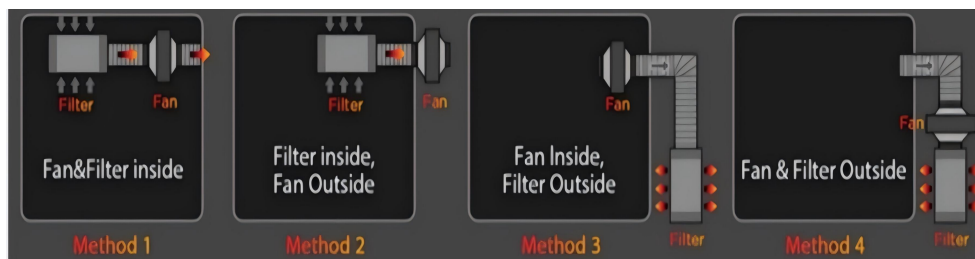 Filter
Fan
Fan&Filter inside
Method 1
Filter
Fan
Filter inside,
Fan Outside
Method 2
Fan
Fan Inside,
Filter Outside
Filter
Method 3
Fan
Fan & Filter Outside
Filter
Method 4